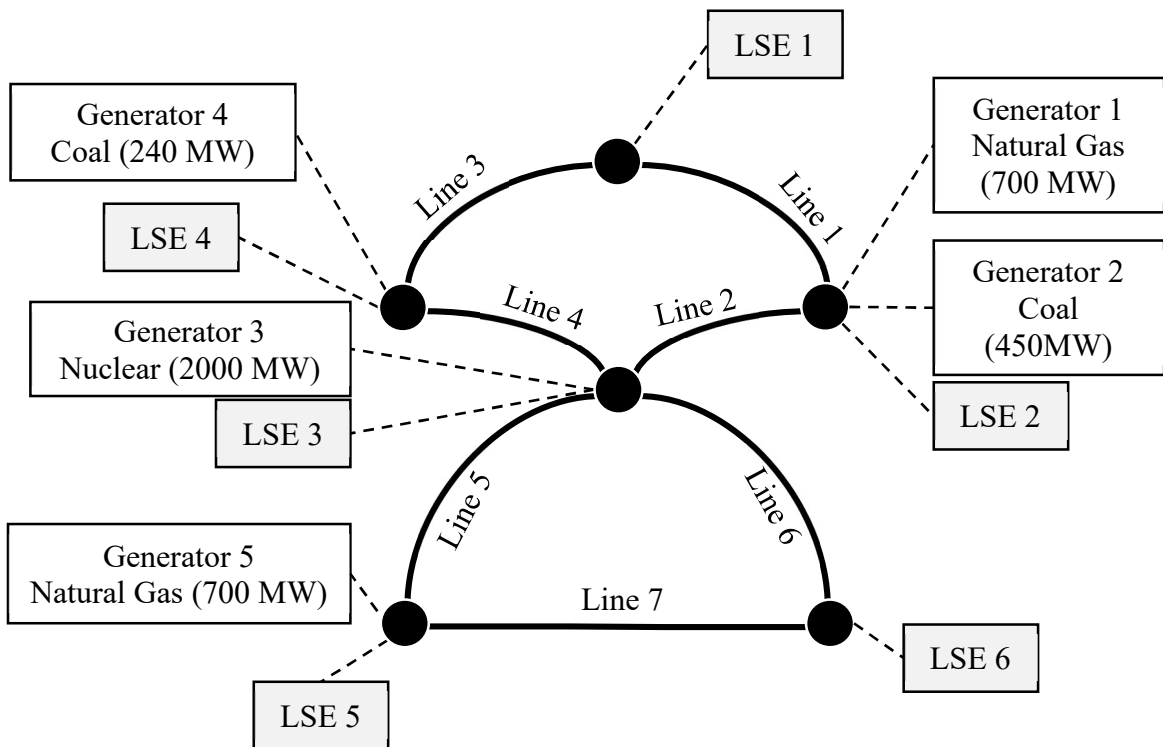 LSE 1
Generator 4
Coal (240 MW)
Generator 1
Natural Gas
(700 MW)
Line 3
Line 1
LSE 4
Generator 2
Coal
(450MW)
Line 4
Line 2
Generator 3
Nuclear (2000 MW)
LSE 3
LSE 2
Line 5
Line 6
Generator 5
Natural Gas (700 MW)
Line 7
LSE 6
LSE 5